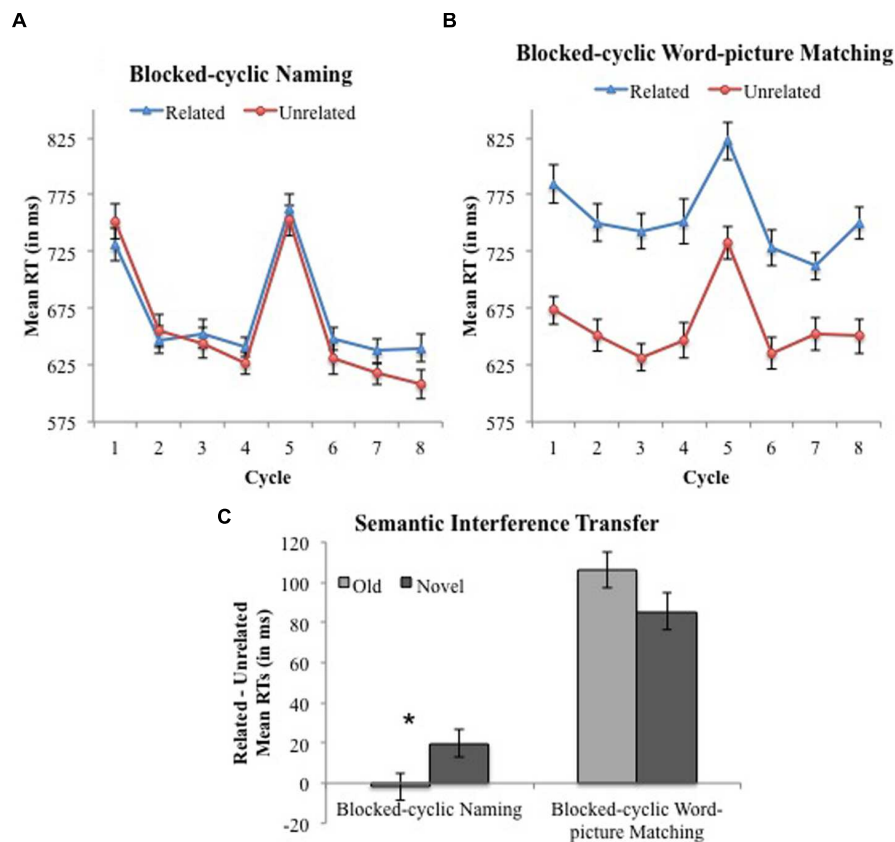 A
Blocked-cyclic Naming
Related Unrelated
Mean RT (in ms)
825
775
725
675
625
575
1 2 3 4 5 6 7 8
Cycle
B
Blocked-cyclic Word-picture Matching
Related Unrelated
Mean RT (in ms)
825
775
725
675
625
575
1 2 3 4 5 6 7 8
Cycle
C
Semantic Interference Transfer
Old Novel
Related - Unrelated
Mean RTs (in ms)
120
100
80
60
40
20
0
-20
*
Blocked-cyclic Naming
Blocked-cyclic Word-
picture Matching